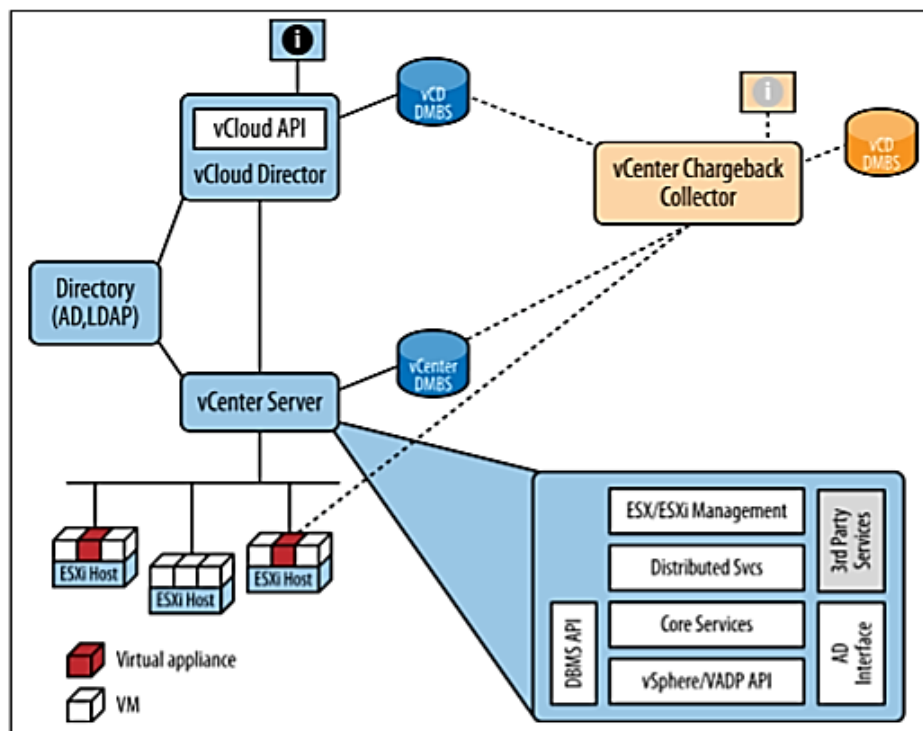 i
vCloud API
vCloud Director
vCD
DMBS
i
vCenter Chargeback
Collector
vCD
DMBS
Directory
(AD,LDAP)
vCenter Server
vCenter
DMBS
ESXi Host
ESXi Host
ESXi Host
ESX/ESXi Management
Distributed Svcs
Core Services
vSphere/VADP API
DBMS API
3rd Party
Services
AD
Interface
Virtual appliance
VM